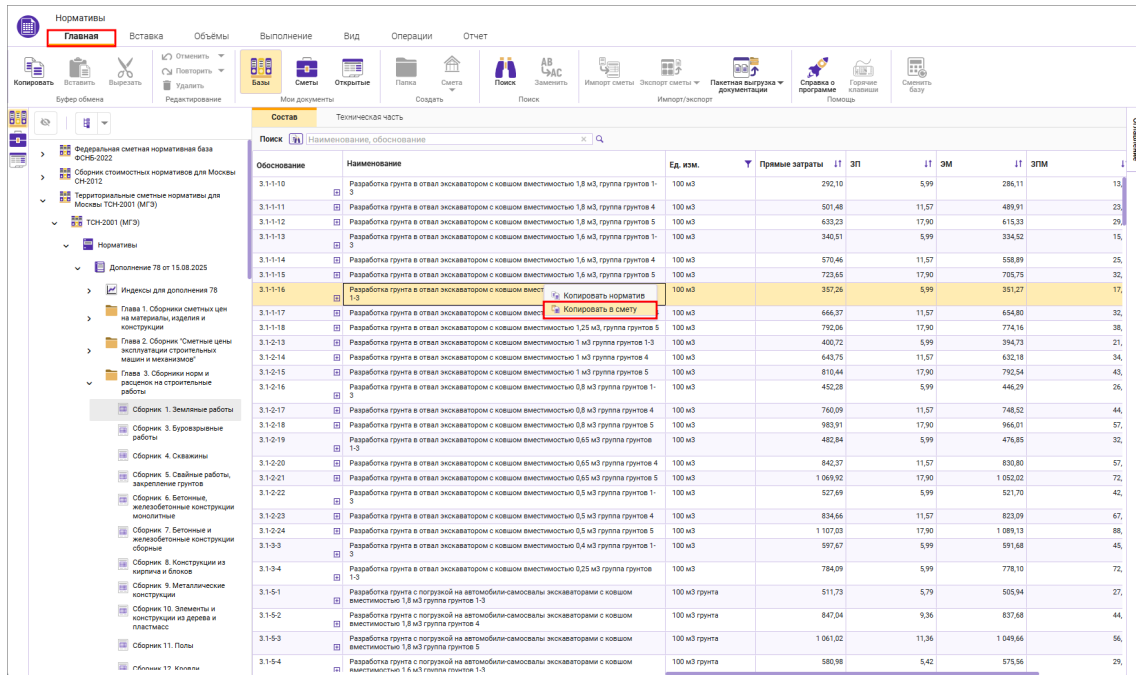 Нормативы
Главная Вставка Объёмы Выполнение Вид Операции Отчет
Копировать Вставить Вырезать Отменить Повторить Удалить Базы Сметы Открытые Папка Смета Поиск Заменить Импорт сметы Экспорт сметы Пакетная выгрузка документации Справка о программе Горячие клавиши Сменить базу
Буфер обмена Редактирование Мои документы Создать Поиск Импорт/экспорт Помощь
Состав Техническая часть
Поиск Наименование, обоснование
Федеральная сметная нормативная база
ФСНБ-2022
Сборник стоимостных нормативов для Москвы
СН-2012
Территориальные сметные нормативы для
Москвы ТСН-2001 (МГЭ)
ТСН-2001 (МГЭ)
Нормативы
Дополнение 78 от 15.08.2025
Индексы для дополнения 78
Глава 1. Сборники сметных цен
на материалы, изделия и
конструкции
Глава 2. Сборник "Сметные цены
эксплуатации строительных
машин и механизмов"
Глава 3. Сборники норм и
расценок на строительные
работы
Сборник 1. Земляные работы
Сборник 3. Буровзрывные
работы
Сборник 4. Скважины
Сборник 5. Свайные работы,
закрепление грунтов
Сборник 6. Бетонные,
железобетонные конструкции
монолитные
Сборник 7. Бетонные и
железобетонные конструкции
сборные
Сборник 8. Конструкции из
кирпича и блоков
Сборник 9. Металлические
конструкции
Сборник 10. Элементы и
конструкции из дерева и
пластмасс
Сборник 11. Полы
Сборник 12. Кровли
Обоснование Наименование Ед. изм. Прямые затраты ЗП ЭМ ЗПМ
3.1-1-10 Разработка грунта в отвал экскаватором с ковшом вместимостью 1,8 м3, группа грунтов 1- 100 м3 292,10 5,99 286,11 13,
3
3.1-1-11 Разработка грунта в отвал экскаватором с ковшом вместимостью 1,8 м3, группа грунтов 4 100 м3 501,48 11,57 489,91 23,
3.1-1-12 Разработка грунта в отвал экскаватором с ковшом вместимостью 1,8 м3, группа грунтов 5 100 м3 633,23 17,90 615,33 29,
3.1-1-13 Разработка грунта в отвал экскаватором с ковшом вместимостью 1,6 м3, группа грунтов 1- 100 м3 340,51 5,99 334,52 15,
3
3.1-1-14 Разработка грунта в отвал экскаватором с ковшом вместимостью 1,6 м3, группа грунтов 4 100 м3 570,46 11,57 558,89 25,
3.1-1-15 Разработка грунта в отвал экскаватором с ковшом вместимостью 1,6 м3, группа грунтов 5 100 м3 723,65 17,90 705,75 32,
3.1-1-16 Разработка грунта в отвал экскаватором с ковшом вмест 100 м3 357,26 5,99 351,27 17,
1-3
Копировать норматив
Копировать в смету
3.1-1-17 Разработка грунта в отвал экскаватором с ковшом вмест 100 м3 666,37 11,57 654,80 32,
3.1-1-18 Разработка грунта в отвал экскаватором с ковшом вместимостью 1,25 м3, группа грунтов 5 100 м3 792,06 17,90 774,16 38,
3.1-2-13 Разработка грунта в отвал экскаватором с ковшом вместимостью 1 м3 группа грунтов 1-3 100 м3 400,72 5,99 394,73 21,
3.1-2-14 Разработка грунта в отвал экскаватором с ковшом вместимостью 1 м3 группа грунтов 4 100 м3 643,75 11,57 632,18 34,
3.1-2-15 Разработка грунта в отвал экскаватором с ковшом вместимостью 1 м3 группа грунтов 5 100 м3 810,44 17,90 792,54 43,
3.1-2-16 Разработка грунта в отвал экскаватором с ковшом вместимостью 0,8 м3 группа грунтов 1- 100 м3 452,28 5,99 446,29 26,
3
3.1-2-17 Разработка грунта в отвал экскаватором с ковшом вместимостью 0,8 м3 группа грунтов 4 100 м3 760,09 11,57 748,52 44,
3.1-2-18 Разработка грунта в отвал экскаватором с ковшом вместимостью 0,8 м3 группа грунтов 5 100 м3 983,91 17,90 966,01 57,
3.1-2-19 Разработка грунта в отвал экскаватором с ковшом вместимостью 0,65 м3 группа грунтов 100 м3 482,84 5,99 476,85 32,
1-3
3.1-2-20 Разработка грунта в отвал экскаватором с ковшом вместимостью 0,65 м3 группа грунтов 4 100 м3 842,37 11,57 830,80 57,
3.1-2-21 Разработка грунта в отвал экскаватором с ковшом вместимостью 0,65 м3 группа грунтов 5 100 м3 1 069,92 17,90 1 052,02 72,
3.1-2-22 Разработка грунта в отвал экскаватором с ковшом вместимостью 0,5 м3 группа грунтов 1- 100 м3 527,69 5,99 521,70 42,
3
3.1-2-23 Разработка грунта в отвал экскаватором с ковшом вместимостью 0,5 м3 группа грунтов 4 100 м3 834,66 11,57 823,09 67,
3.1-2-24 Разработка грунта в отвал экскаватором с ковшом вместимостью 0,5 м3 группа грунтов 5 100 м3 1 107,03 17,90 1 089,13 88,
3.1-3-3 Разработка грунта в отвал экскаватором с ковшом вместимостью 0,4 м3 группа грунтов 1- 100 м3 597,67 5,99 591,68 45,
3
3.1-3-4 Разработка грунта в отвал экскаватором с ковшом вместимостью 0,25 м3 группа грунтов 100 м3 784,09 5,99 778,10 72,
1-3
3.1-5-1 Разработка грунта с погрузкой на автомобили-самосвалы экскаваторами с ковшом 100 м3 грунта 511,73 5,79 505,94 27,
вместимостью 1,8 м3 группа грунтов 1-3
3.1-5-2 Разработка грунта с погрузкой на автомобили-самосвалы экскаваторами с ковшом 100 м3 грунта 847,04 9,36 837,68 44,
вместимостью 1,8 м3 группа грунтов 4
3.1-5-3 Разработка грунта с погрузкой на автомобили-самосвалы экскаваторами с ковшом 100 м3 грунта 1 061,02 11,36 1 049,66 56,
вместимостью 1,8 м3 группа грунтов 5
3.1-5-4 Разработка грунта с погрузкой на автомобили-самосвалы экскаваторами с ковшом 100 м3 грунта 580,98 5,42 575,56 29,
вместимостью 1,6 м3 группа грунтов 1-3